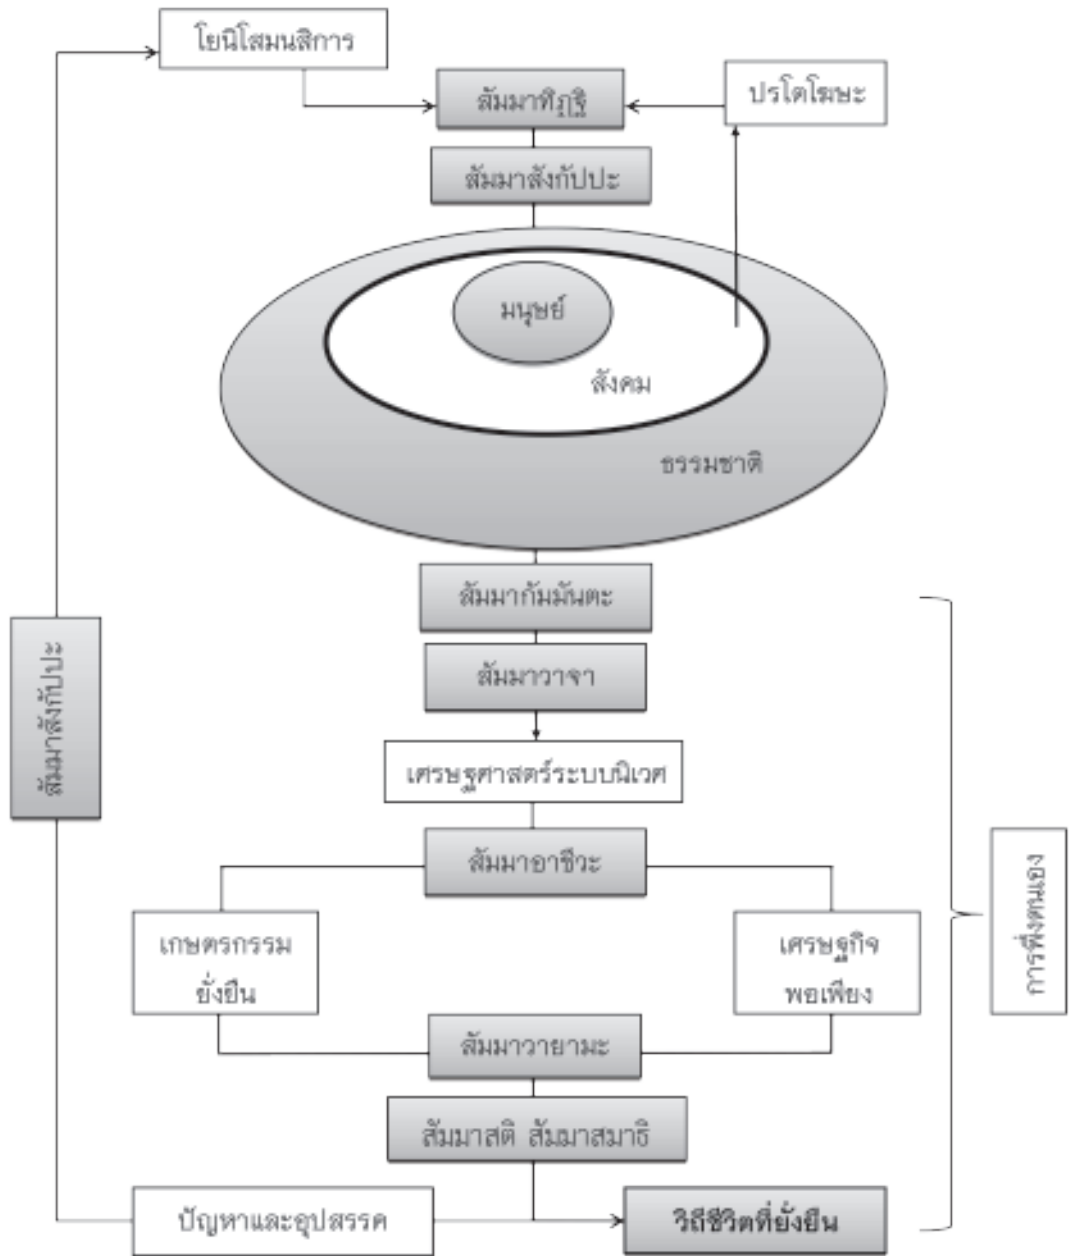 โยนิโสมนสิการ
สัมมาทิฏฐิ
ปรโตโฆษะ
สัมมาสังกัปปะ
มนุษย์
สังคม
ธรรมชาติ
สัมมากัมมันตะ
สัมมาวาจา
สัมมาสังกัปปะ
เศรษฐศาสตร์ระบบนิเวศ
สัมมาอาชีวะ
เกษตรกรรม
ยั่งยืน
เศรษฐกิจ
พอเพียง
การพึ่งตนเอง
สัมมาวายามะ
สัมมาสติ สัมมาสมาธิ
ปัญหาและอุปสรรค
วิถีชีวิตที่ยั่งยืน